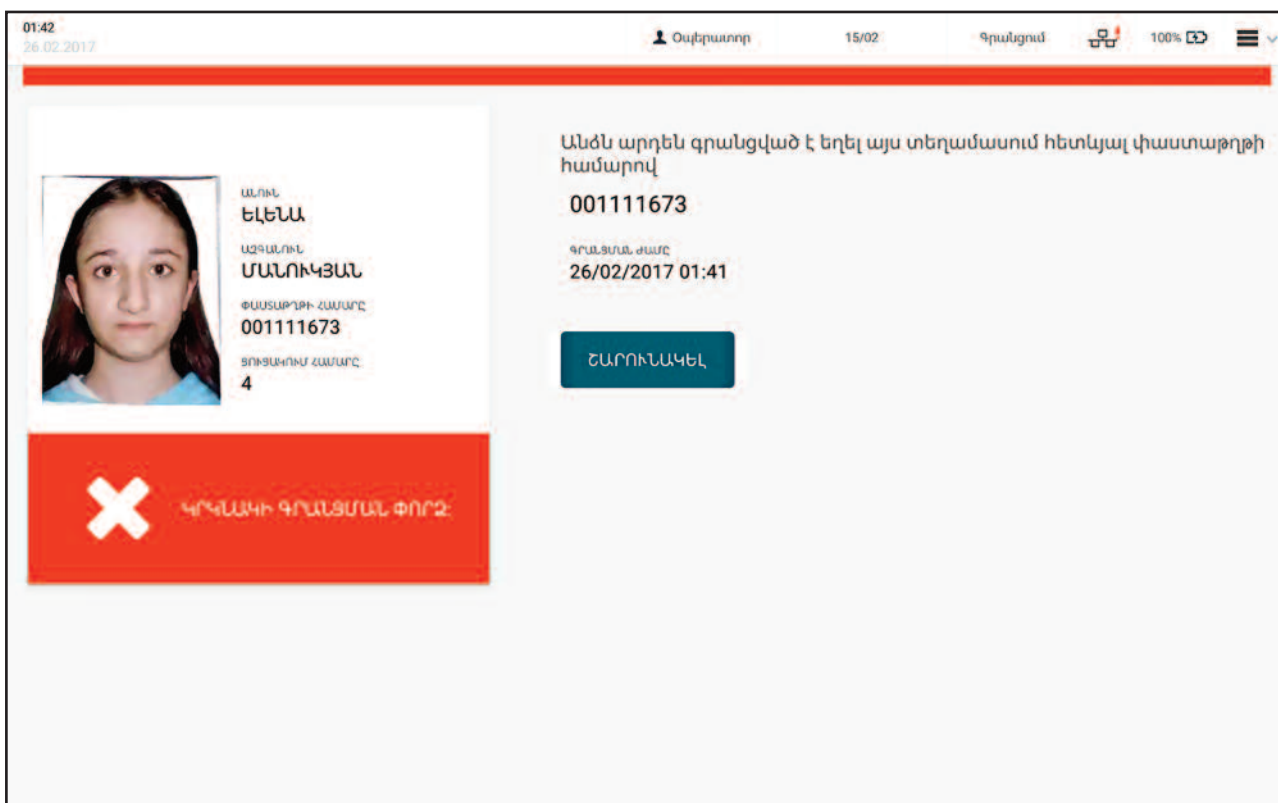 01:42
26.02.2017
Օպերատոր
15/02
Գրանցում
100%
Անձն արդեն գրանցված է եղել այս տեղամասում հետևյալ փաստաթղթի
համարով
001111673
ԳՐԱՆՑՄԱՆ ԺԱՄԸ
26/02/2017 01:41
ՇԱՐՈՒՆԱԿԵԼ
ԱՆՈՒՆ
ԵԼԵՆԱ
ԱԶԳԱՆՈՒՆ
ՄԱՆՈՒԿՅԱՆ
ՓԱՍՏԱԹՂԹԻ ՀԱՄԱՐԸ
001111673
ՑՈՒՑԱԿՈՒՄ ՀԱՄԱՐԸ
4
ԿՐԿՆԱԿԻ ԳՐԱՆՑՄԱՆ ՓՈՐՁ: